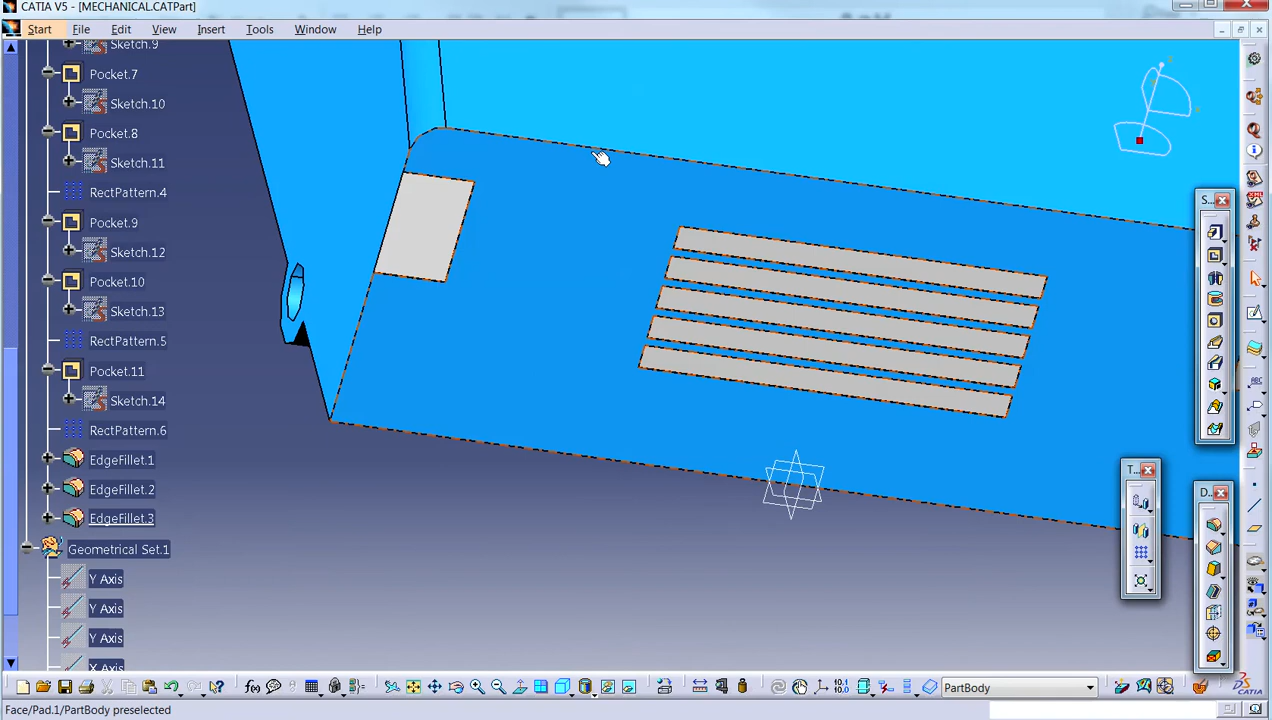 CATIA V5 - [MECHANICAL.CATPart]
Start File Edit View Insert Tools Window Help
Sketch.9
Pocket.7
Sketch.10
Pocket.8
Sketch.11
RectPattern.4
Pocket.9
Sketch.12
Pocket.10
Sketch.13
RectPattern.5
Pocket.11
Sketch.14
RectPattern.6
EdgeFillet.1
EdgeFillet.2
EdgeFillet.3
Geometrical Set.1
Y Axis
Y Axis
Y Axis
X Axis
S...
T...
D...
PartBody
Face/Pad.1/PartBody preselected